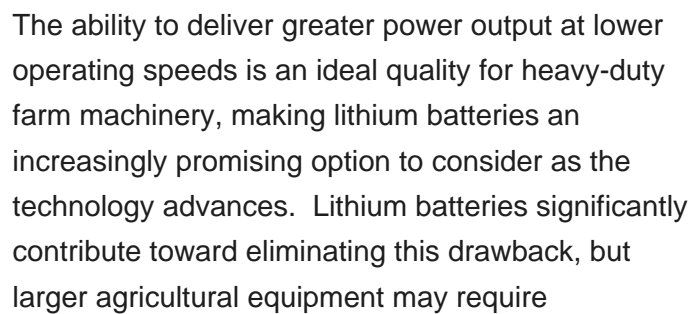 The ability to deliver greater power output at lower
operating speeds is an ideal quality for heavy-duty
farm machinery, making lithium batteries an
increasingly promising option to consider as the
technology advances.  Lithium batteries significantly
contribute toward eliminating this drawback, but
larger agricultural equipment may require